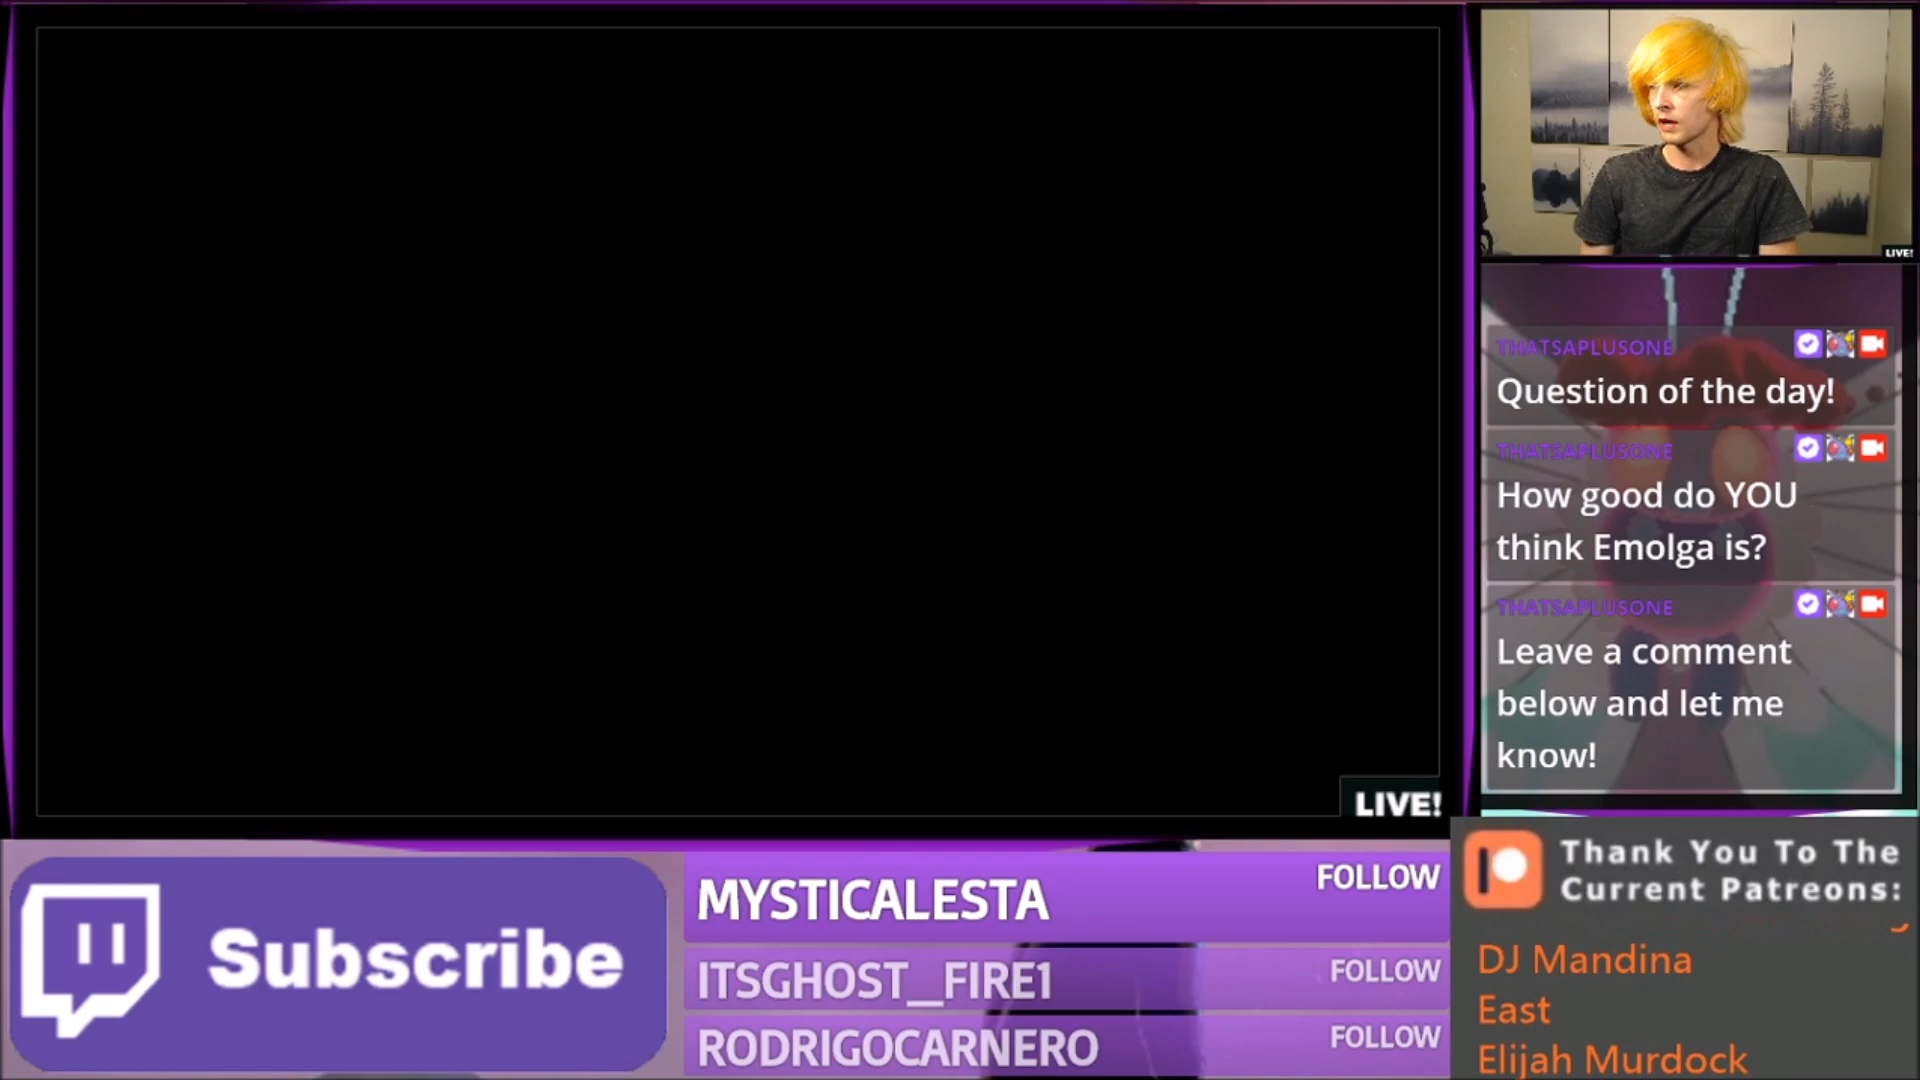 LIVE!
LIVE!
THATSAPLUSONE
Question of the day!
THATSAPLUSONE
How good do YOU
think Emolga is?
THATSAPLUSONE
Leave a comment
below and let me
know!
Subscribe
MYSTICALESTA FOLLOW
ITSGHOST_FIRE1 FOLLOW
RODRIGOCARNERO FOLLOW
Thank You To The
Current Patreons:
DJ Mandina
East
Elijah Murdock